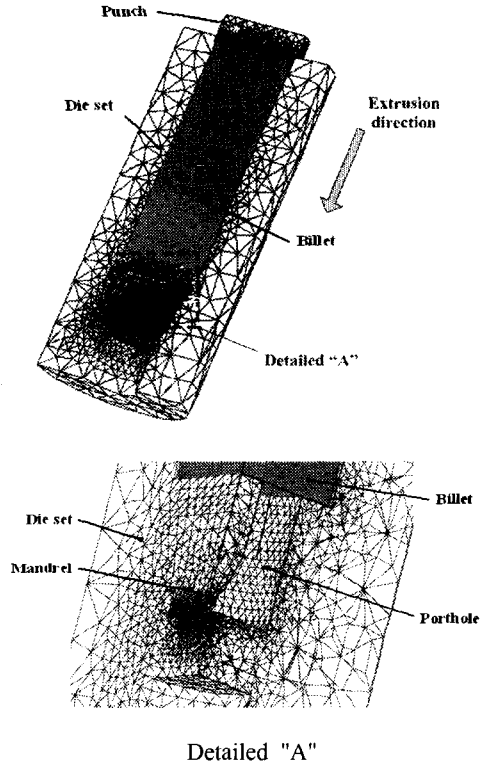 Punch
Die set
Extrusion
direction
Billet
Detailed “A”
Billet
Die set
Mandrel
Porthole
Detailed "A"